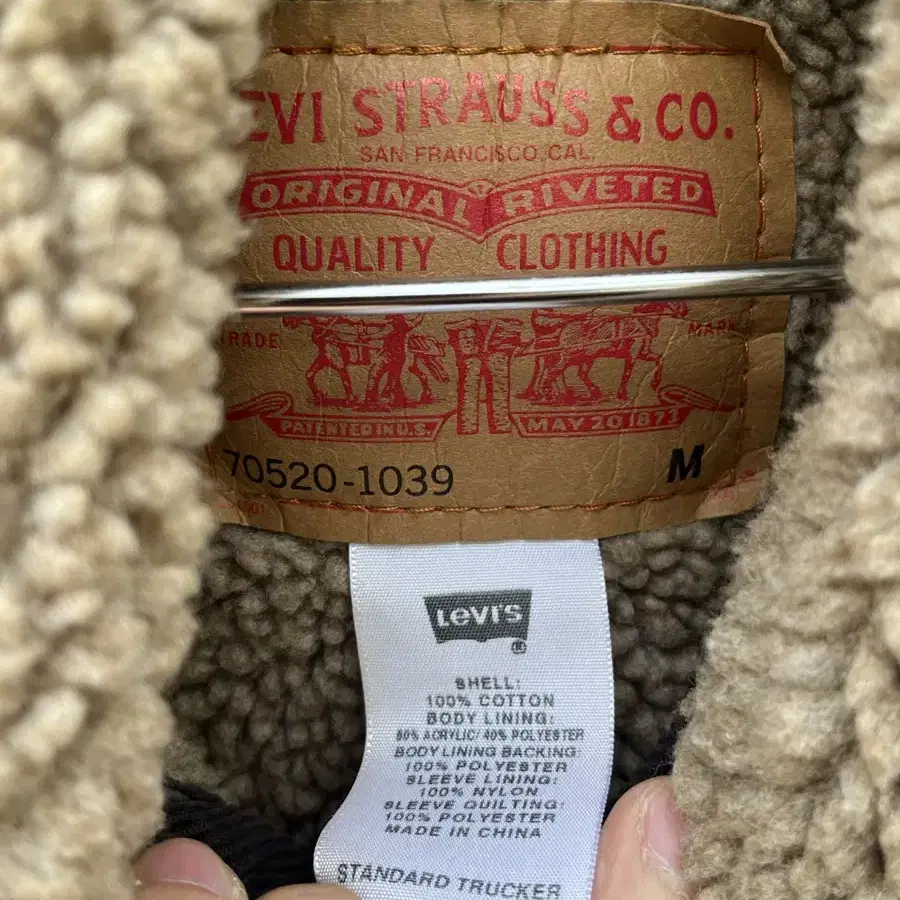 EVI STRAUSS & CO.
SAN FRANCISCO, CAL.
ORIGINAL RIVETED
QUALITY CLOTHING
TRADE MARK
PATENTED IN U.S. MAY 20 1873
70520-1039 M
Levi's
SHELL:
100% COTTON
BODY LINING:
60% ACRYLIC/ 40% POLYESTER
BODY LINING BACKING:
100% POLYESTER
SLEEVE LINING:
100% NYLON
SLEEVE QUILTING:
100% POLYESTER
MADE IN CHINA
STANDARD TRUCKER